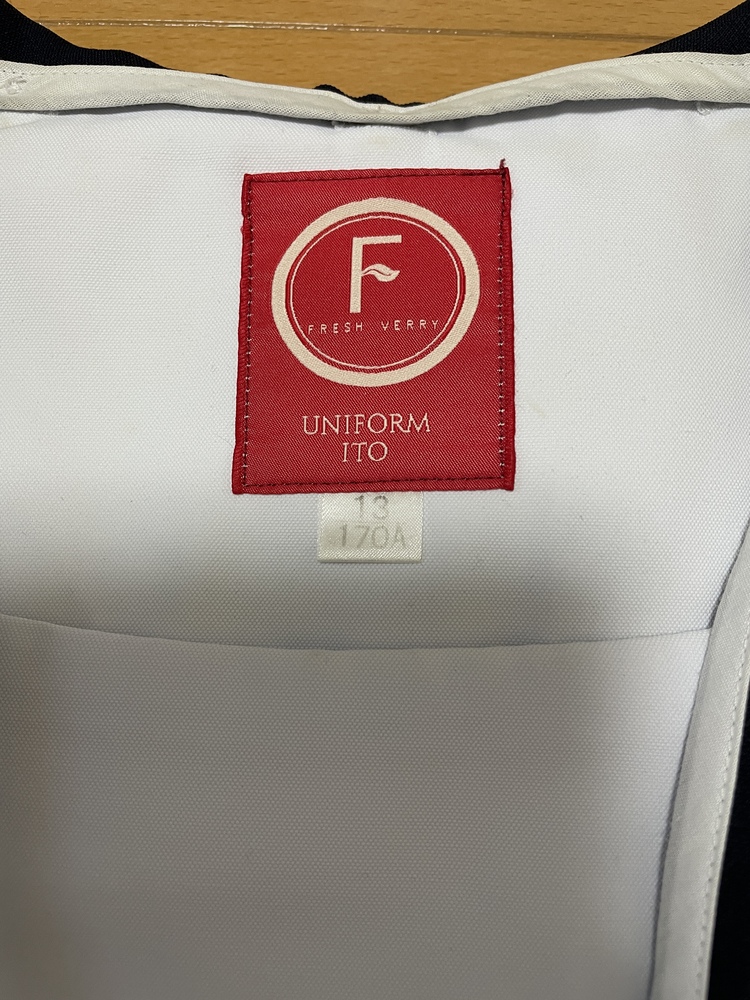 F
FRESH VERRY
UNIFORM
ITO
13
170A